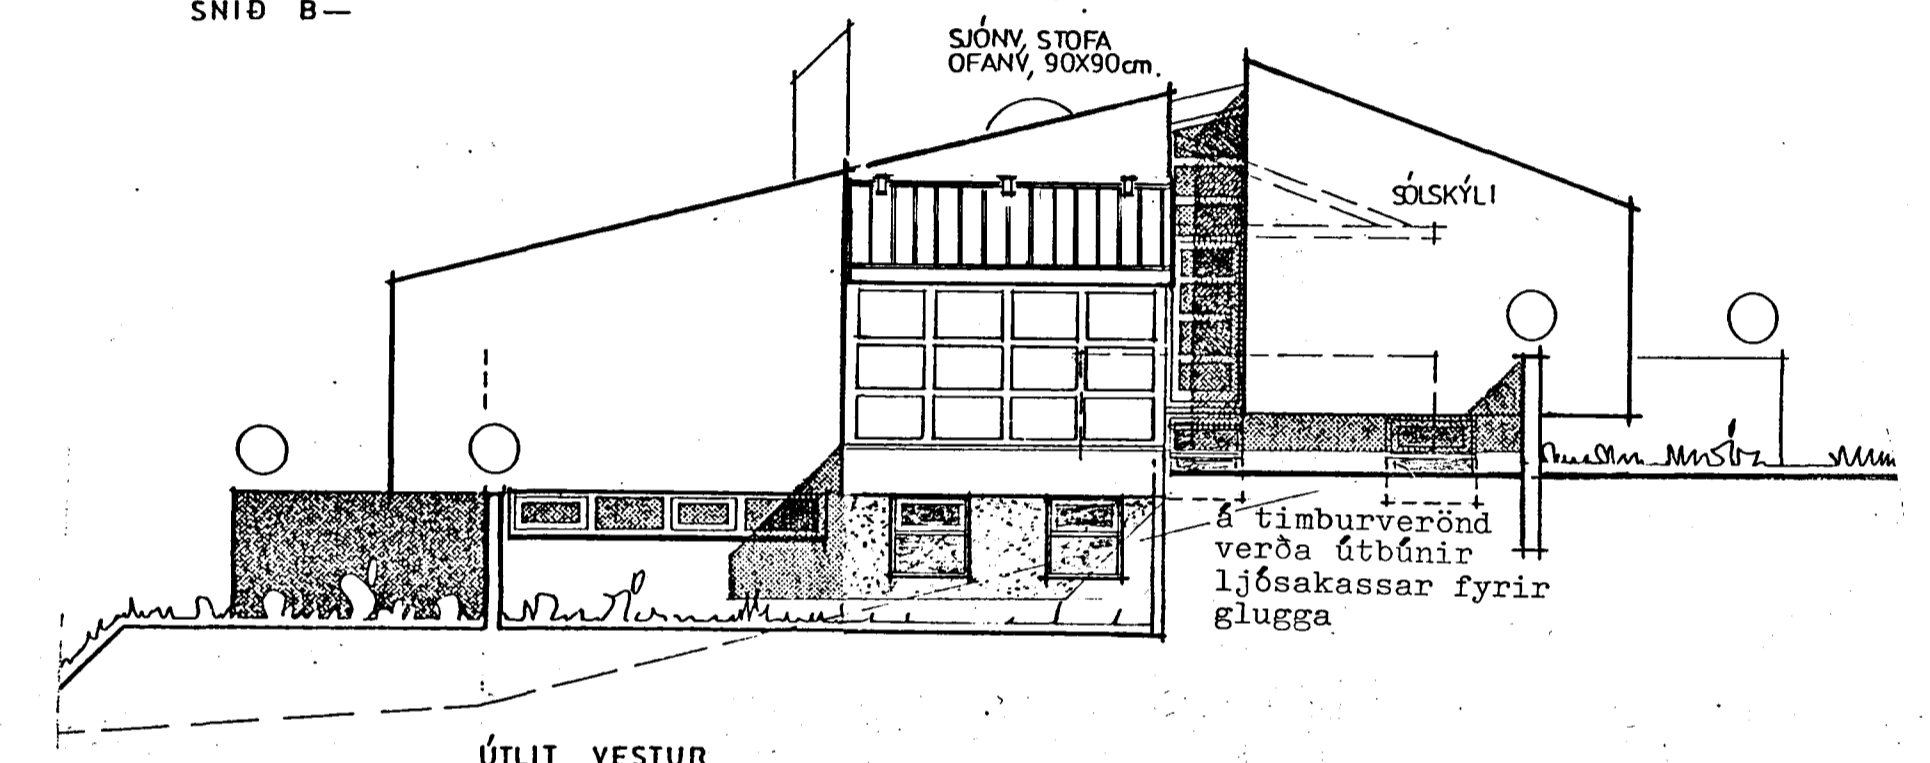 SNIÐ B—
SJÓNV, STOFA
OFANV, 90X90cm.
SÓLSKÝLI
á timburverönd
verða útbúnir
ljósakassar fyrir
glugga
ÚTLIT VESTUR